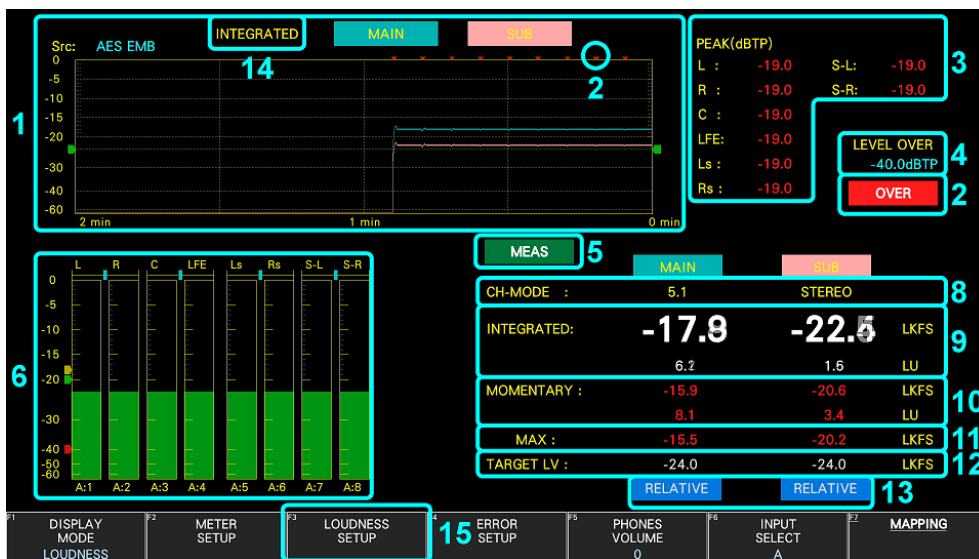 INTEGRATED MAIN SUB
Src: AES EMB
14
2
1
0
-5
-10
-15
-20
-30
-40
-60
2 min 1 min 0 min
PEAK(dBTP)
L : -19.0 S-L: -19.0
R : -19.0 S-R: -19.0
C : -19.0
LFE: -19.0
Ls : -19.0
Rs : -19.0
3
LEVEL OVER
-40.0dBTP
4
OVER
2
MEAS
5
MAIN SUB
CH-MODE : 5.1 STEREO
8
INTEGRATED: -17.8 LKFS
6.2 1.6 LU
9
MOMENTARY : -15.9 -20.6 LKFS
8.1 3.4 LU
10
MAX : -15.5 -20.2 LKFS
11
TARGET LV : -24.0 -24.0 LKFS
12
RELATIVE RELATIVE
13
L R C LFE Ls Rs S-L S-R
0
-5
-10
-15
-20
-30
-40
-50
-60
A:1 A:2 A:3 A:4 A:5 A:6 A:7 A:8
6
F1 DISPLAY MODE
LOUDNESS
F2 METER SETUP
F3 LOUDNESS SETUP
15
ERROR SETUP
F5 PHONES VOLUME
0
F6 INPUT SELECT
A
F7 MAPPING